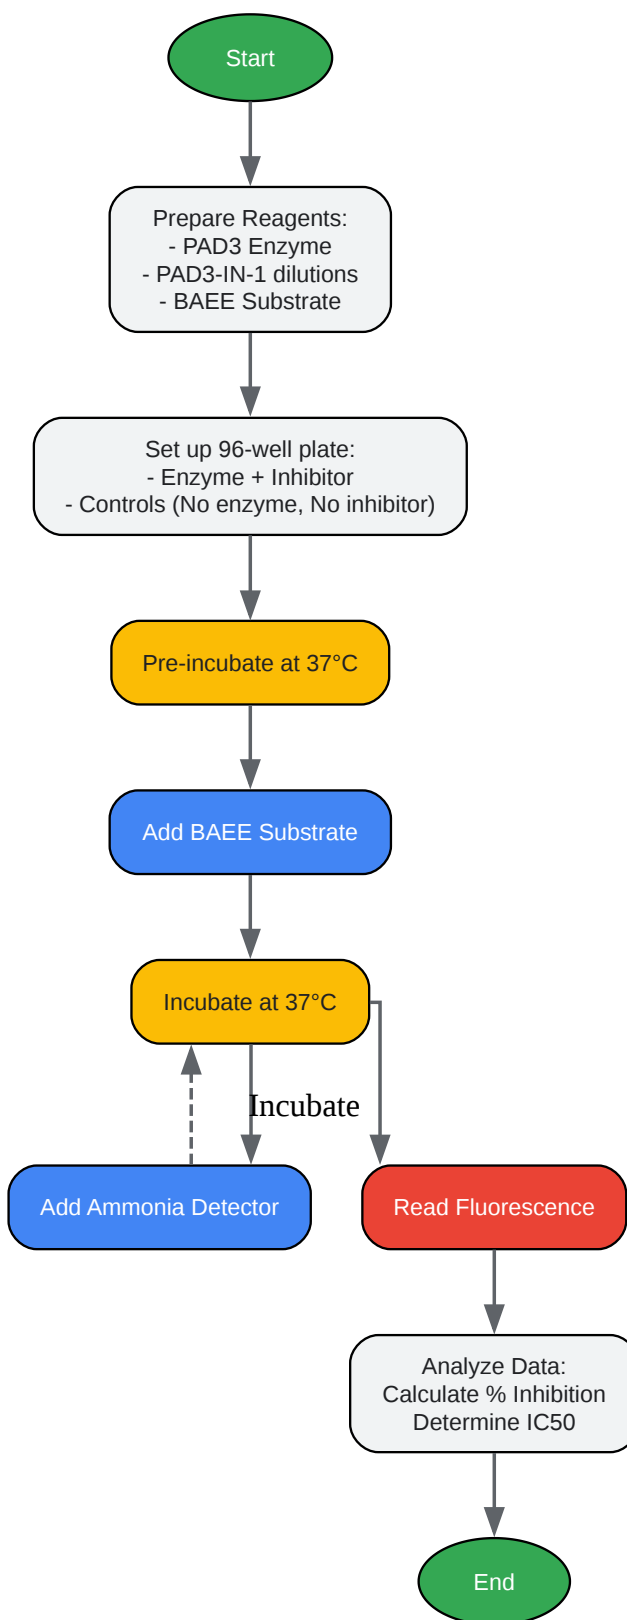 Start
Prepare Reagents:
- PAD3 Enzyme
- PAD3-IN-1 dilutions
- BAEE Substrate
Set up 96-well plate:
- Enzyme + Inhibitor
- Controls (No enzyme, No inhibitor)
Pre-incubate at 37°C
Add BAEE Substrate
Incubate at 37°C
Incubate
Add Ammonia Detector
Read Fluorescence
Analyze Data:
Calculate % Inhibition
Determine IC50
End